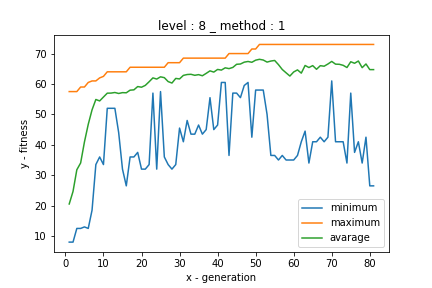 level : 8 _ method : 1
y - fitness
70
60
50
40
30
20
10
0
10
20
30
40
50
60
70
80
x - generation
minimum
maximum
avarage